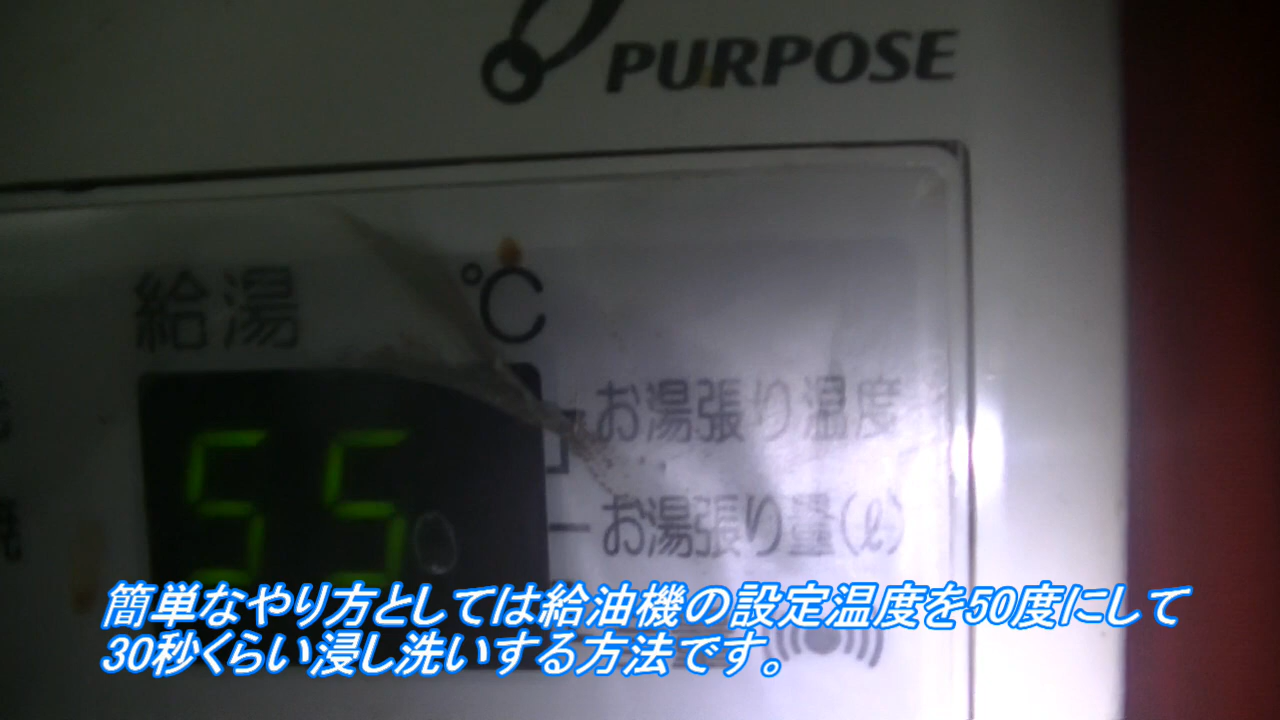 PURPOSE
給湯
℃
お湯張り温度
55
お湯張り量(ℓ)
簡単なやり方としては給油機の設定温度を50度にして
30秒くらい浸し洗いする方法です。